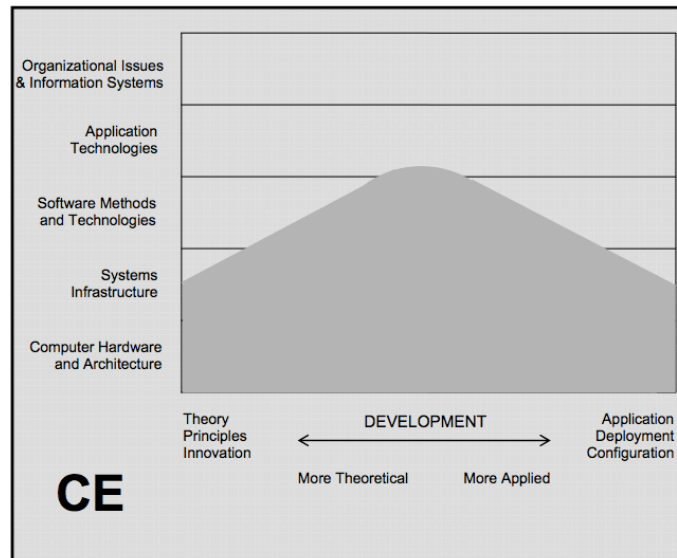 Organizational Issues
& Information Systems
Application
Technologies
Software Methods
and Technologies
Systems
Infrastructure
Computer Hardware
and Architecture
Theory
Principles
Innovation
DEVELOPMENT
Application
Deployment
Configuration
More Theoretical
More Applied
CE